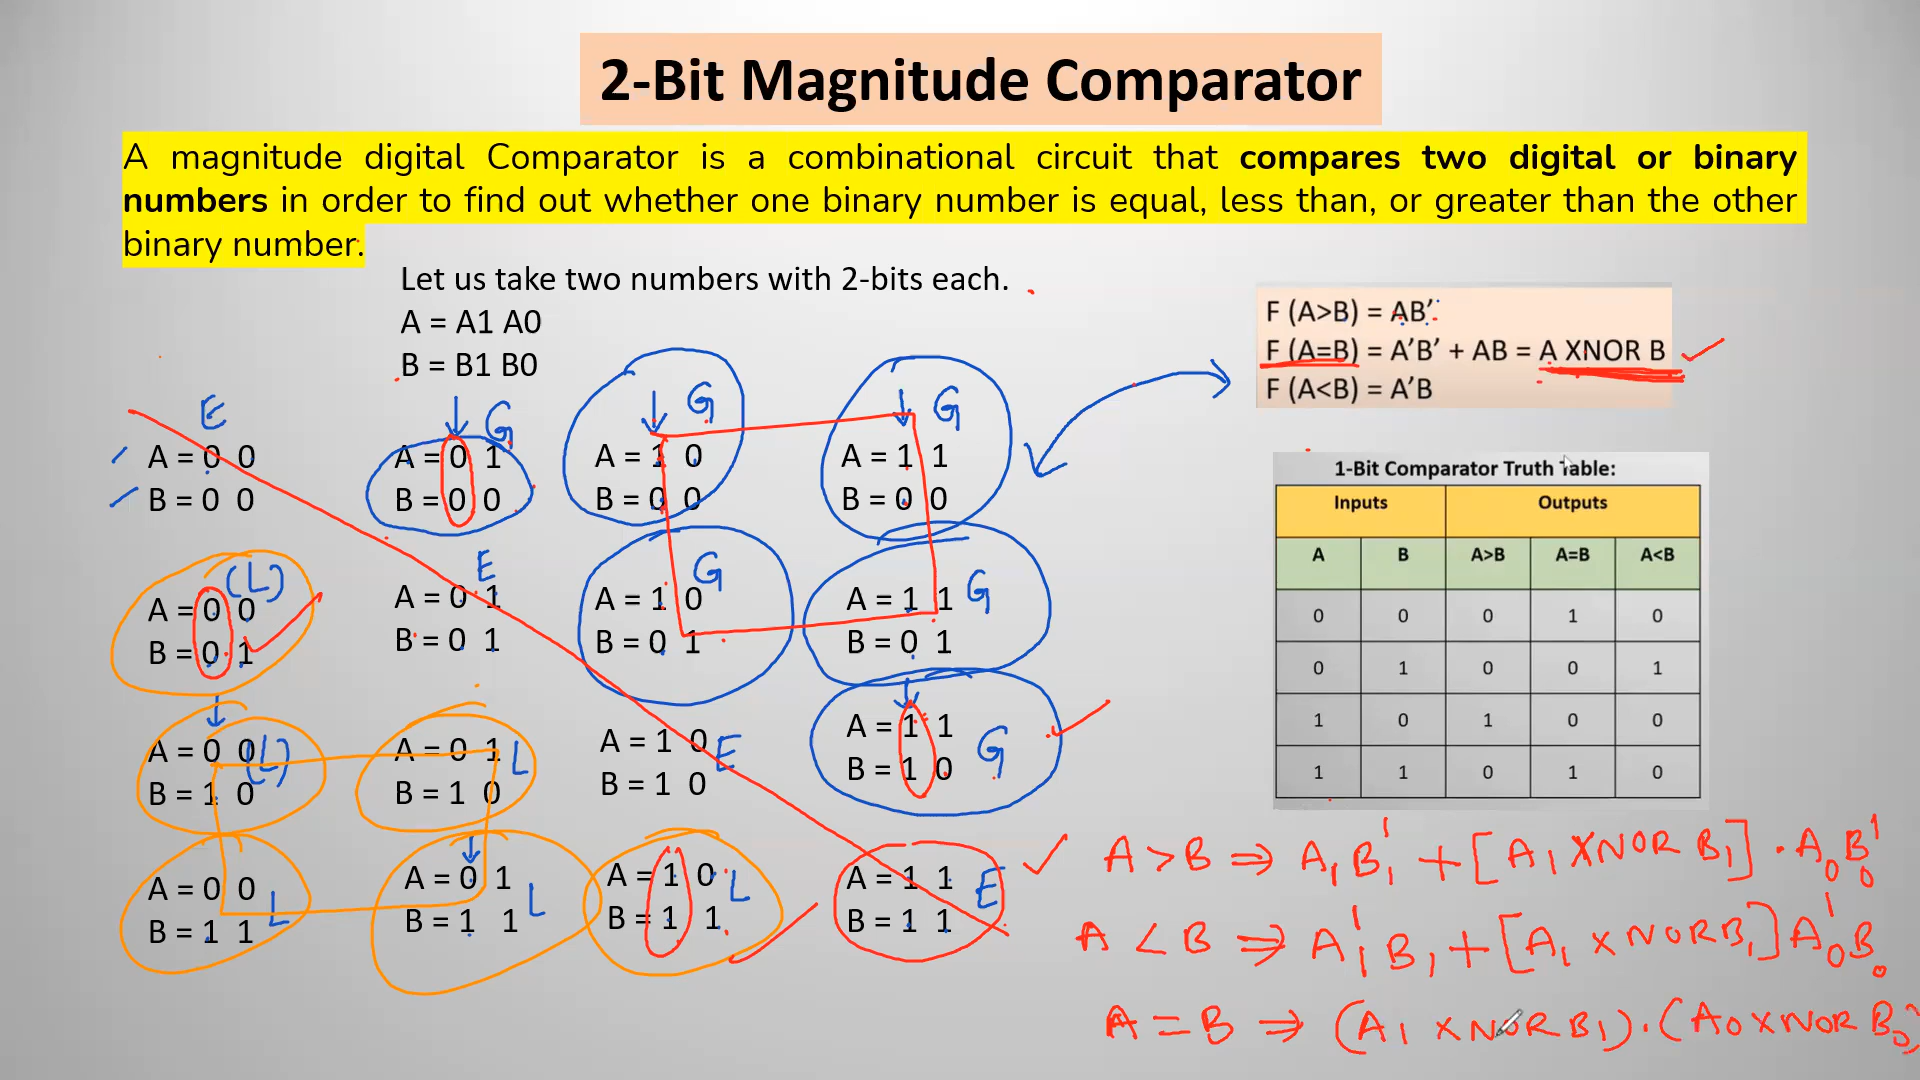 2-Bit Magnitude Comparator
A magnitude digital Comparator is a combinational circuit that compares two digital or binary
numbers in order to find out whether one binary number is equal, less than, or greater than the other
binary number.
Let us take two numbers with 2-bits each.
A = A1 A0
B = B1 B0
F (A>B) = AB’
F (A=B) = A’B’ + AB = A XNOR B
F (A<B) = A’B
E G G G
A = 0 0 A = 0 1 A = 1 0 A = 1 1
B = 0 0 B = 0 0 B = 0 0 B = 0 0
(L) E G G
A = 0 0 A = 0 1 A = 1 0 A = 1 1
B = 0 1 B = 0 1 B = 0 1 B = 0 1
A = 0 0 A = 0 1 A = 1 0 A = 1 1
(L) L E G
B = 1 0 B = 1 0 B = 1 0 B = 1 0
A = 0 0 A = 0 1 A = 1 0 A = 1 1
L L L E
B = 1 1 B = 1 1 B = 1 1 B = 1 1
1-Bit Comparator Truth Table:
Inputs Outputs
A B A>B A=B A<B
0 0 0 1 0
0 1 0 0 1
1 0 1 0 0
1 1 0 1 0
A > B ⇒ A₁B₁' + [A₁ XNOR B₁] · A₀B₀'
A < B ⇒ A₁'B₁ + [A₁ XNOR B₁] A₀'B₀
A = B ⇒ (A₁ XNOR B₁) · (A₀ XNOR B₀)